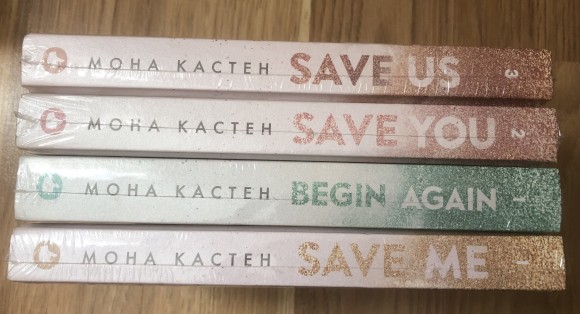 МОНА КАСТЕН SAVE US 3
МОНА КАСТЕН SAVE YOU 2
МОНА КАСТЕН BEGIN AGAIN 1
МОНА КАСТЕН SAVE ME 1